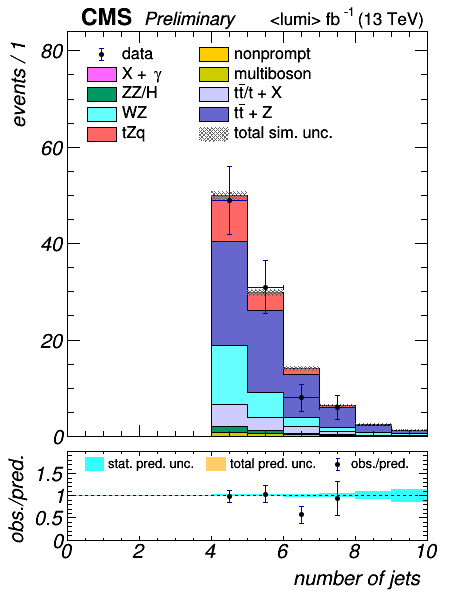 CMS Preliminary <lumi> fb⁻¹ (13 TeV)
events / 1
80
60
40
20
0
data
X + γ
ZZ/H
WZ
tZq
nonprompt
multiboson
tt̄/t + X
tt̄ + Z
total sim. unc.
obs./pred.
1.5
1
0.5
0
stat. pred. unc. total pred. unc. obs./pred.
0 2 4 6 8 10
number of jets